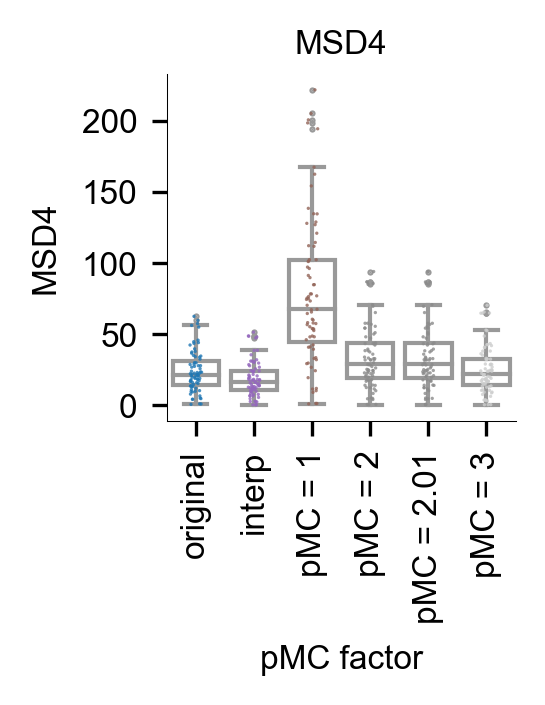 MSD4
MSD4
200
150
100
50
0
original
interp
pMC = 1
pMC = 2
pMC = 2.01
pMC = 3
pMC factor